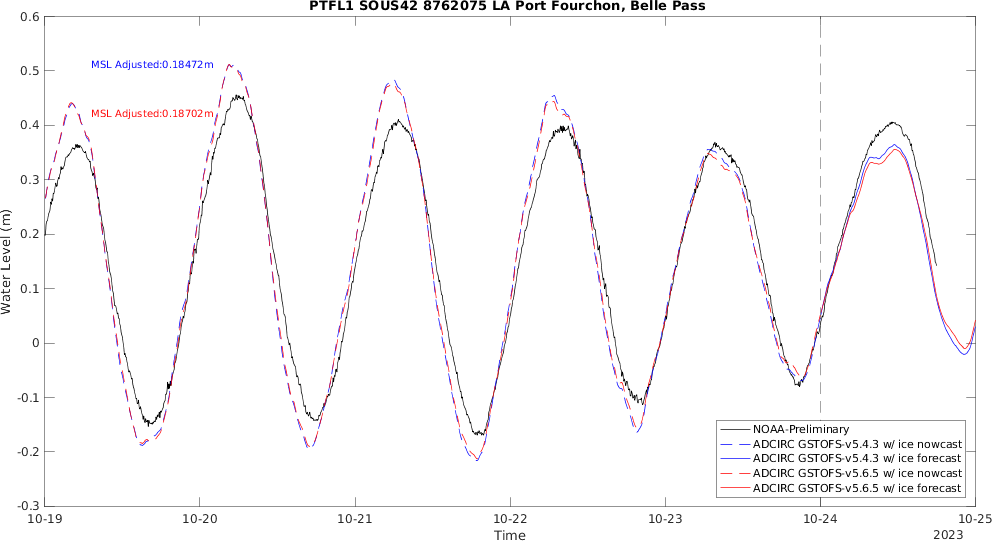 PTFL1 SOUS42 8762075 LA Port Fourchon, Belle Pass
0.6
0.5
0.4
0.3
0.2
0.1
0
-0.1
-0.2
-0.3
Water Level (m)
MSL Adjusted:0.18472m
MSL Adjusted:0.18702m
NOAA-Preliminary
ADCIRC GSTOFS-v5.4.3 w/ ice nowcast
ADCIRC GSTOFS-v5.4.3 w/ ice forecast
ADCIRC GSTOFS-v5.6.5 w/ ice nowcast
ADCIRC GSTOFS-v5.6.5 w/ ice forecast
10-19 10-20 10-21 10-22 10-23 10-24 10-25
Time
2023